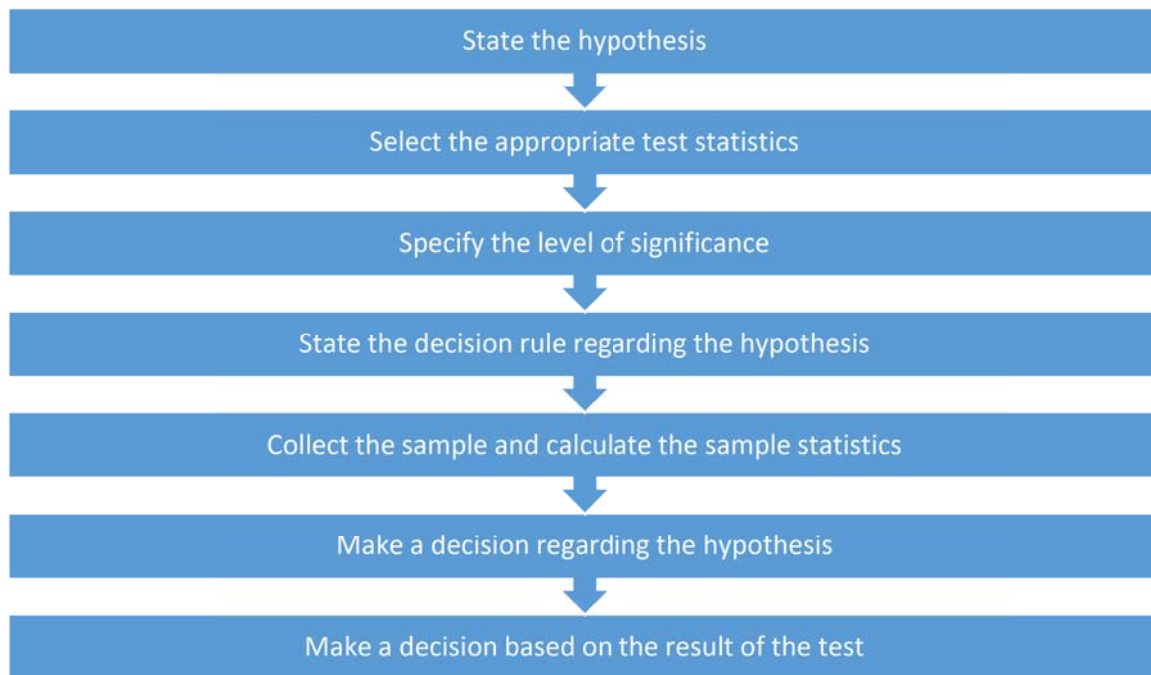 State the hypothesis
Select the appropriate test statistics
Specify the level of significance
State the decision rule regarding the hypothesis
Collect the sample and calculate the sample statistics
Make a decision regarding the hypothesis
Make a decision based on the result of the test